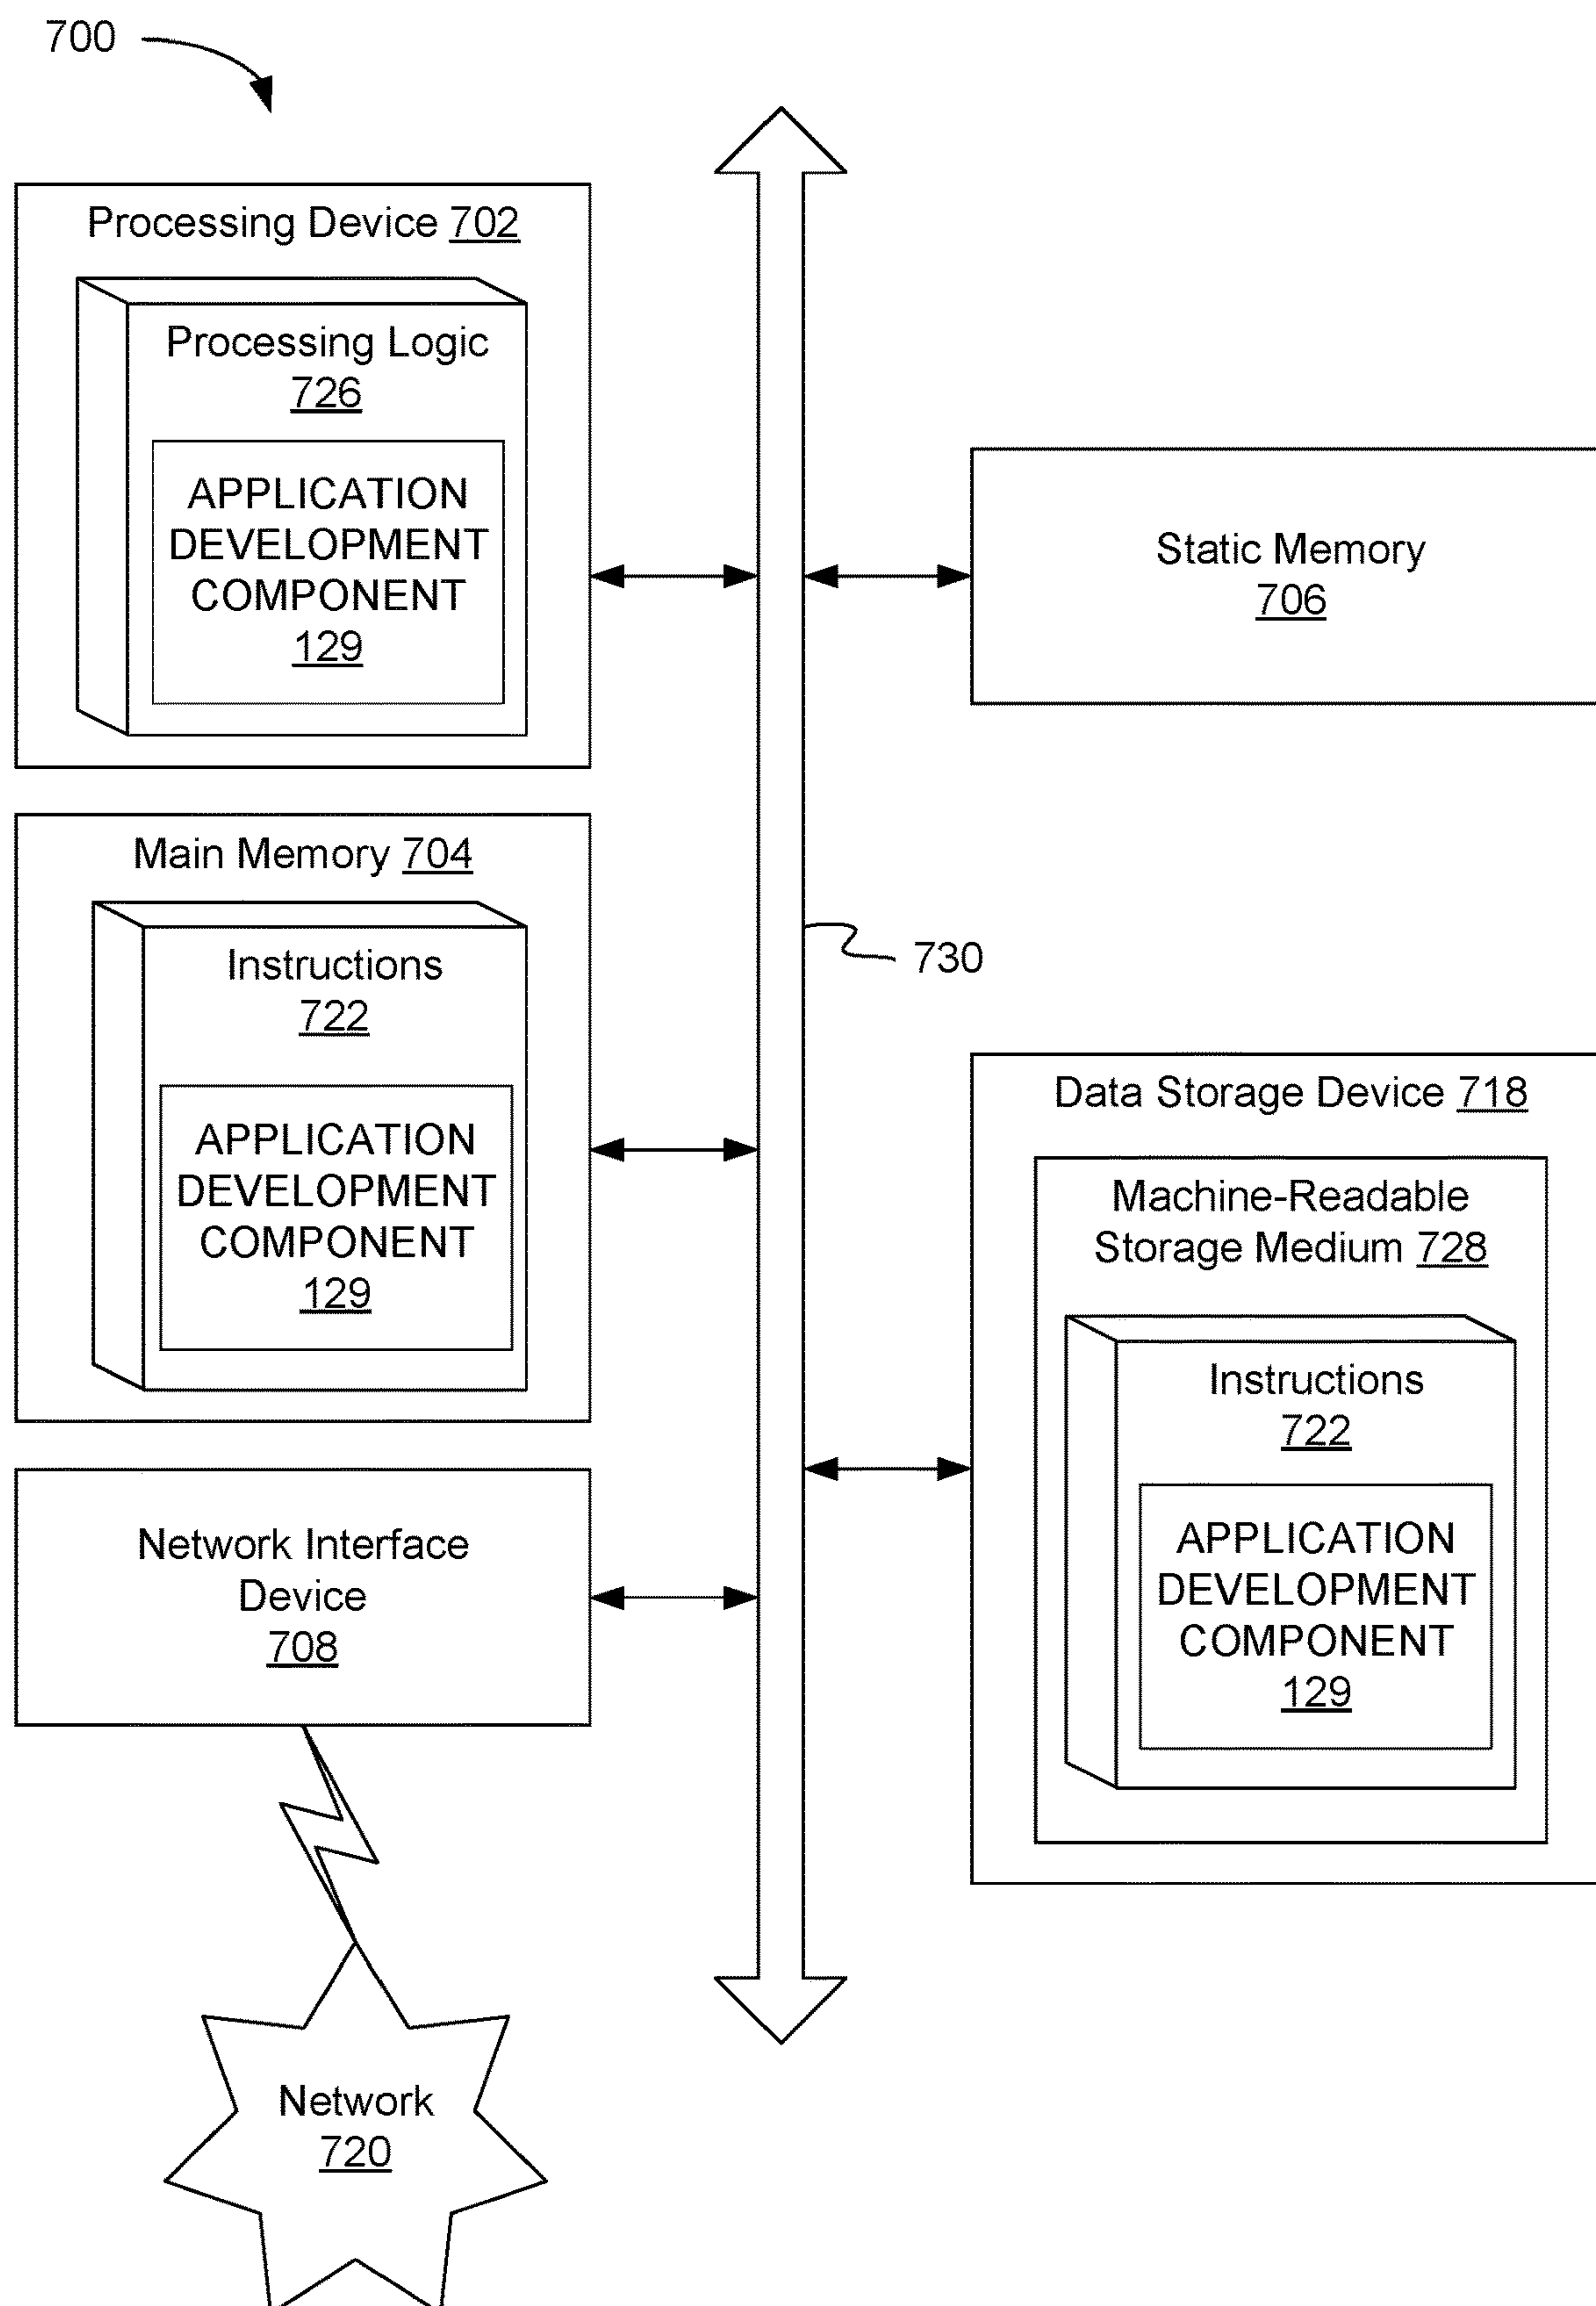 700
Processing Device 702
Processing Logic
726
APPLICATION
DEVELOPMENT
COMPONENT
129
Main Memory 704
Instructions
722
APPLICATION
DEVELOPMENT
COMPONENT
129
Network Interface
Device
708
Network
720
730
Static Memory
706
Data Storage Device 718
Machine-Readable
Storage Medium 728
Instructions
722
APPLICATION
DEVELOPMENT
COMPONENT
129